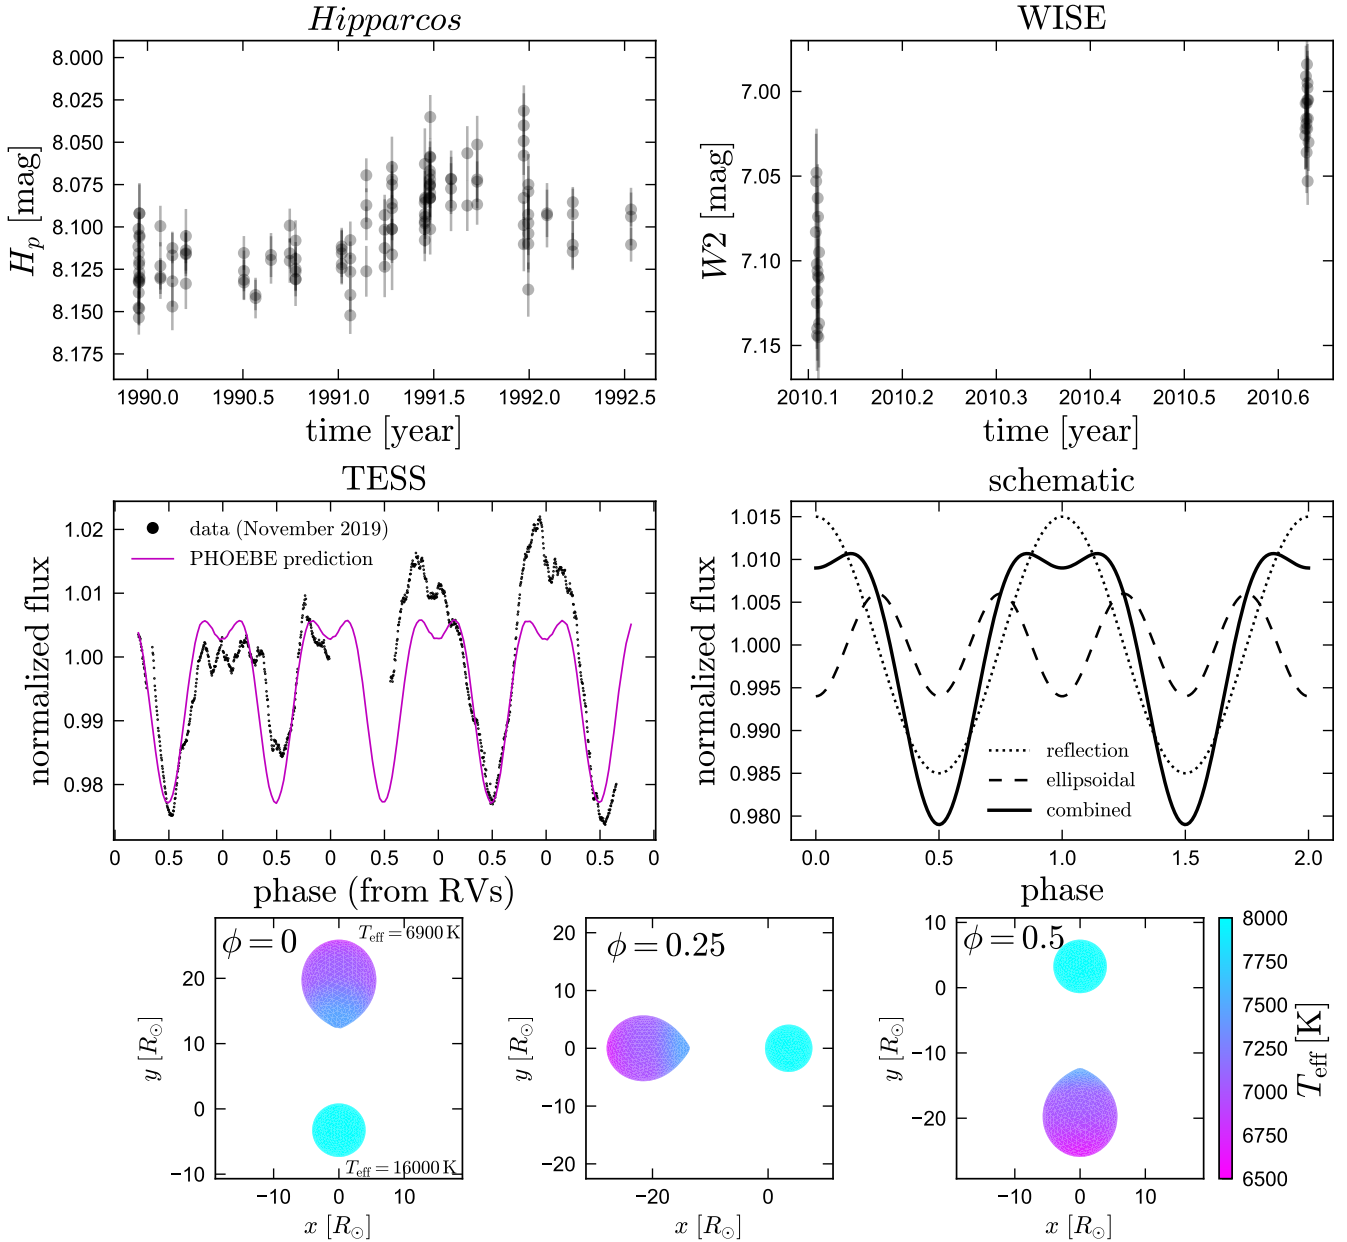 Hipparcos
8.000
8.025
8.050
8.075
8.100
8.125
8.150
8.175
H_p [mag]
1990.0 1990.5 1991.0 1991.5 1992.0 1992.5
time [year]
WISE
7.00
7.05
7.10
7.15
W2 [mag]
2010.1 2010.2 2010.3 2010.4 2010.5 2010.6
time [year]
TESS
1.02
1.01
1.00
0.99
0.98
normalized flux
data (November 2019)
PHOEBE prediction
0 0.5 0 0.5 0 0.5 0 0.5 0 0.5 0
phase (from RVs)
schematic
1.015
1.010
1.005
1.000
0.995
0.990
0.985
0.980
normalized flux
reflection
ellipsoidal
combined
0.0 0.5 1.0 1.5 2.0
phase
ϕ = 0
T_eff = 6900 K
20
10
0
−10
y [R_⊙]
T_eff = 16000 K
−10 0 10
x [R_⊙]
ϕ = 0.25
20
10
0
−10
−20
y [R_⊙]
−20 0
x [R_⊙]
ϕ = 0.5
10
0
−10
−20
y [R_⊙]
−10 0 10
x [R_⊙]
8000
7750
7500
7250
7000
6750
6500
T_eff [K]